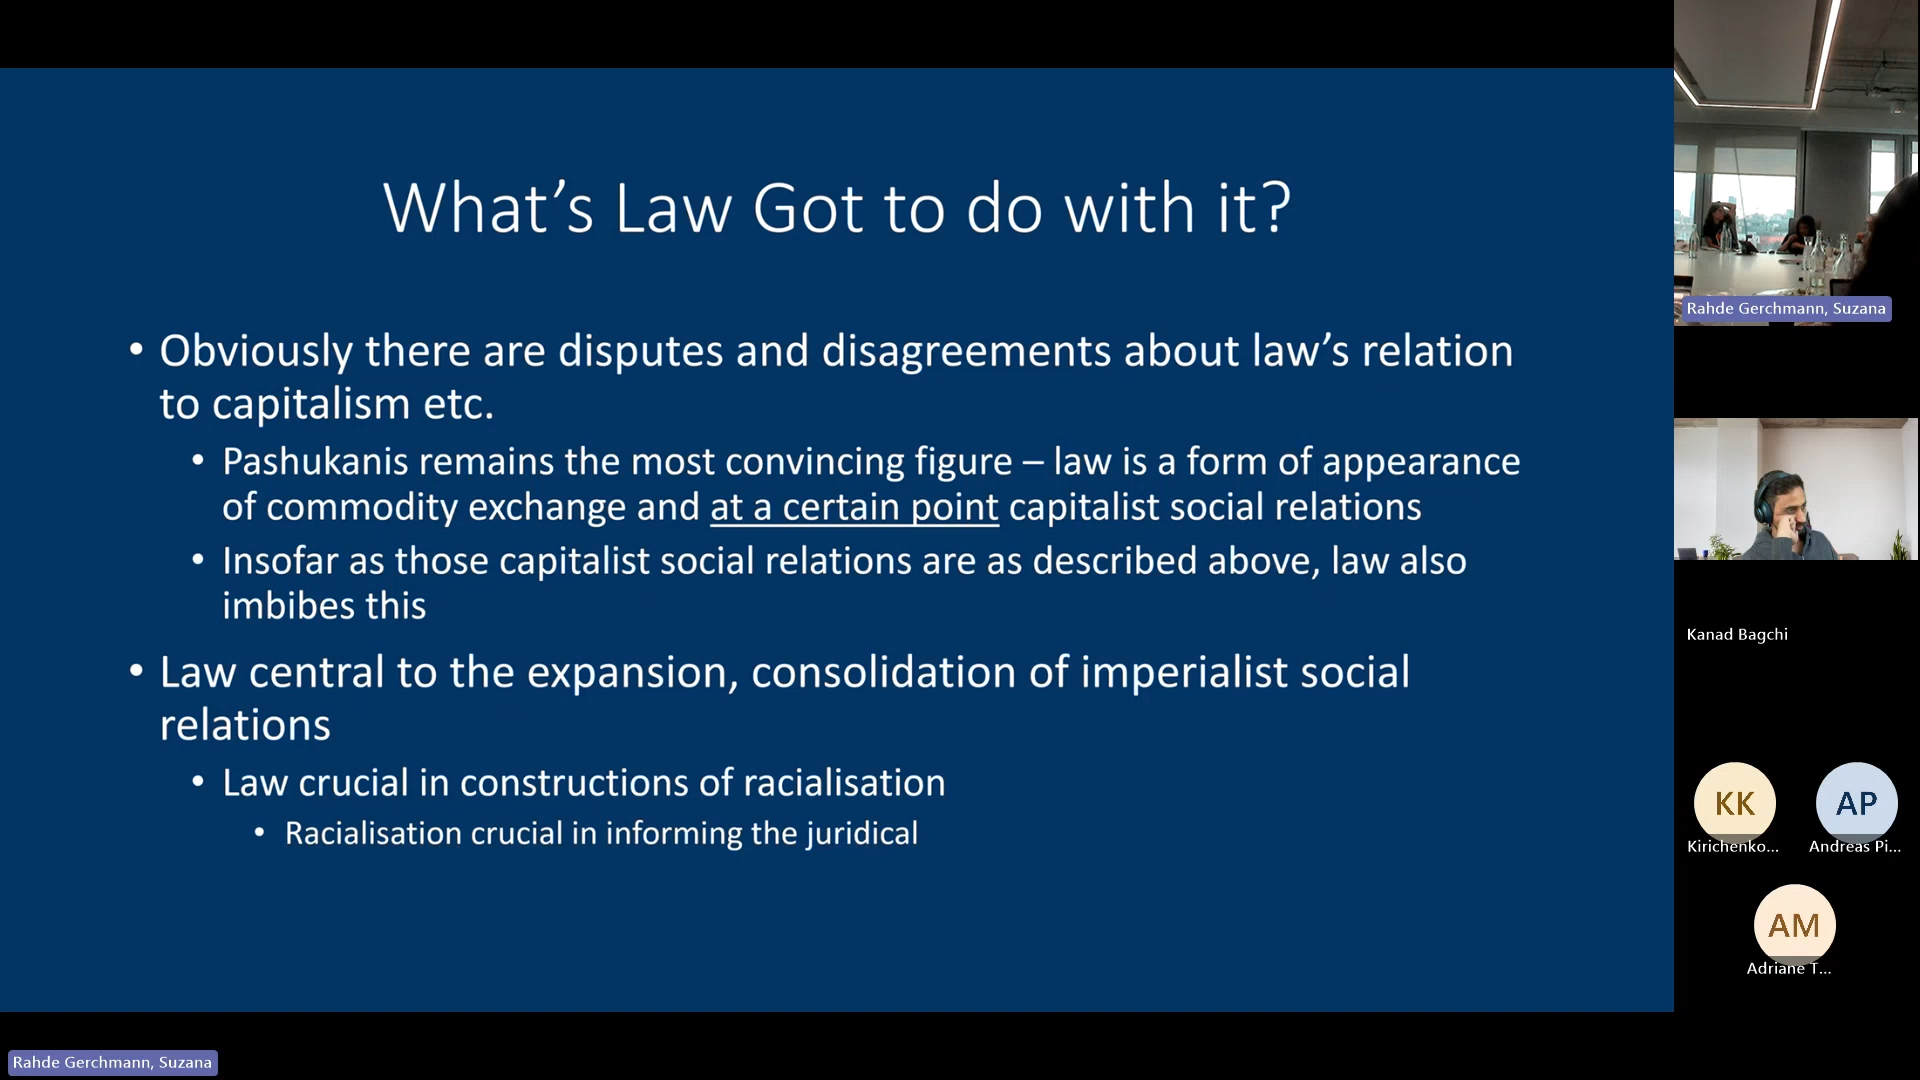 What's Law Got to do with it?
• Obviously there are disputes and disagreements about law's relation
to capitalism etc.
• Pashukanis remains the most convincing figure – law is a form of appearance
of commodity exchange and at a certain point capitalist social relations
• Insofar as those capitalist social relations are as described above, law also
imbibes this
• Law central to the expansion, consolidation of imperialist social
relations
• Law crucial in constructions of racialisation
• Racialisation crucial in informing the juridical
Rahde Gerchmann, Suzana
Kanad Bagchi
KK
Kirichenko...
AP
Andreas Pi...
AM
Adriane T...
Rahde Gerchmann, Suzana